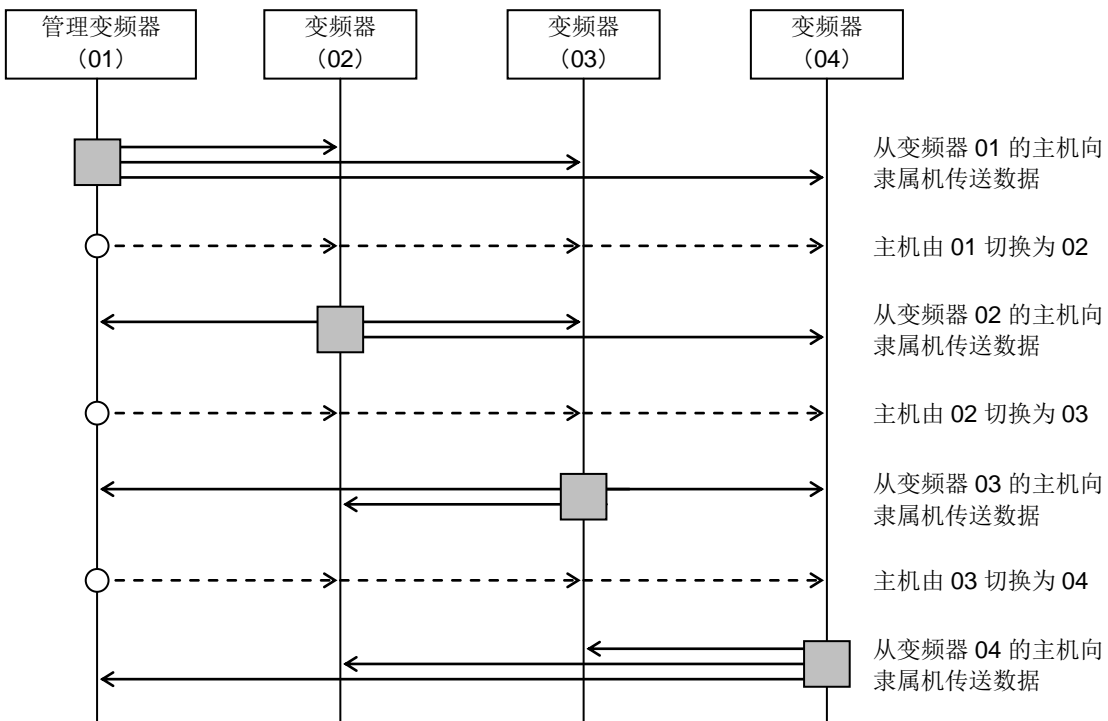 管理变频器
（01）
变频器
（02）
变频器
（03）
变频器
（04）
从变频器 01 的主机向
隶属机传送数据
主机由 01 切换为 02
从变频器 02 的主机向
隶属机传送数据
主机由 02 切换为 03
从变频器 03 的主机向
隶属机传送数据
主机由 03 切换为 04
从变频器 04 的主机向
隶属机传送数据